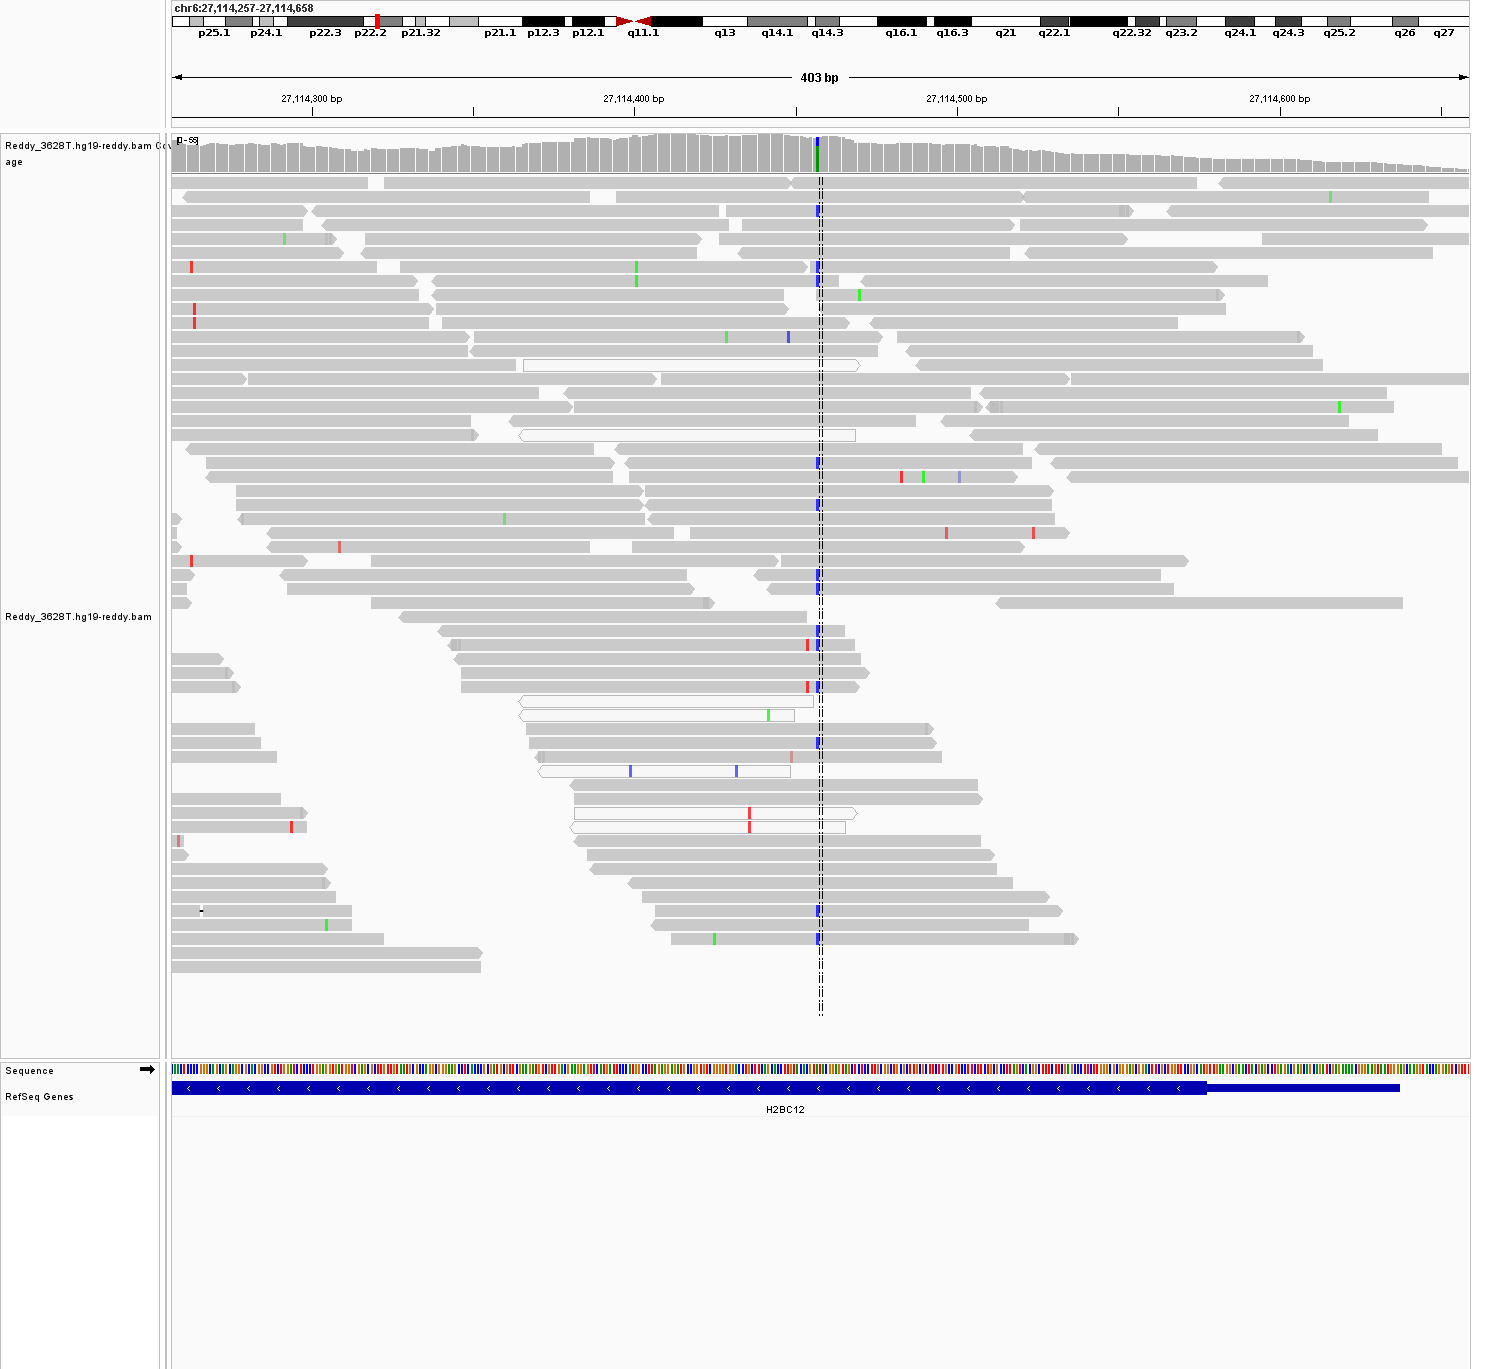 chr6:27,114,257-27,114,658
p25.1 p24.1 p22.3 p22.2 p21.32 p21.1 p12.3 p12.1 q11.1 q13 q14.1 q14.3 q16.1 q16.3 q21 q22.1 q22.32 q23.2 q24.1 q24.3 q25.2 q26 q27
403 bp
27,114,300 bp 27,114,400 bp 27,114,500 bp 27,114,600 bp
Reddy_3628T.hg19-reddy.bam Cov
age
Reddy_3628T.hg19-reddy.bam
Sequence
RefSeq Genes
H2BC12